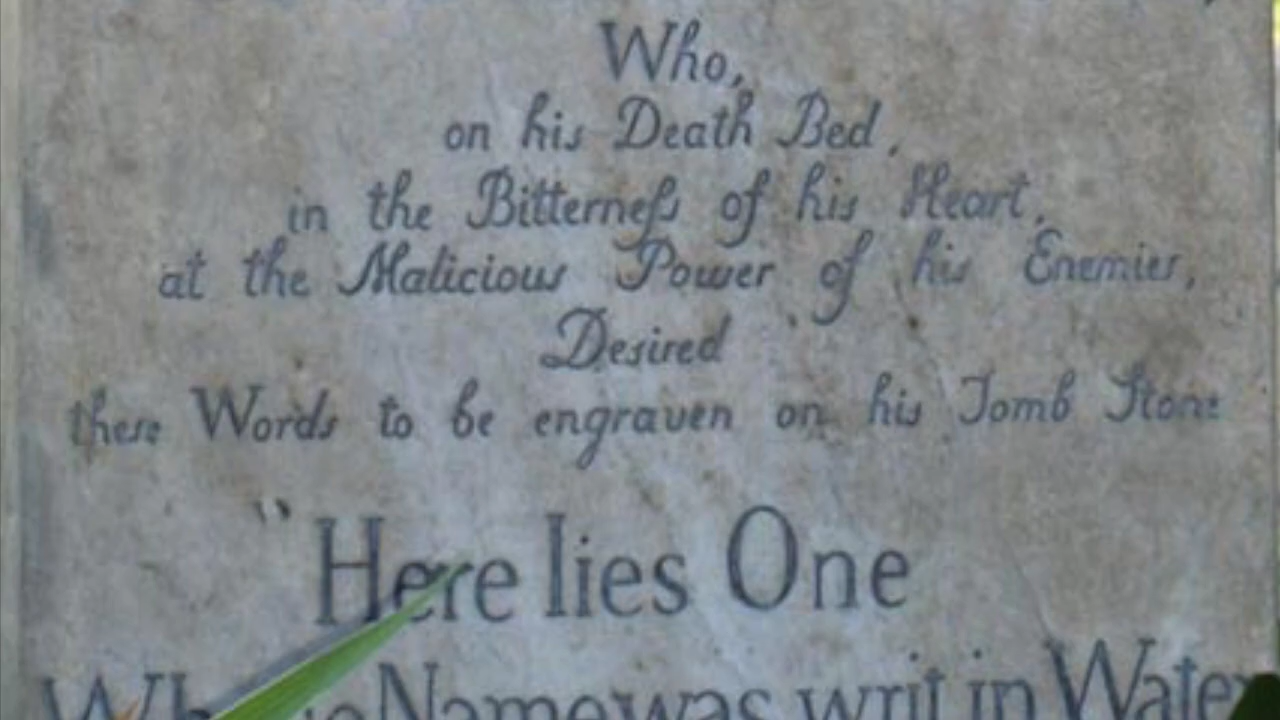 Who,
on his Death Bed,
in the Bitterneſs of his Heart,
at the Malicious Power of his Enemies,
Desired
these Words to be engraven on his Tomb Stone
"Here lies One
Whose Name was writ in Water